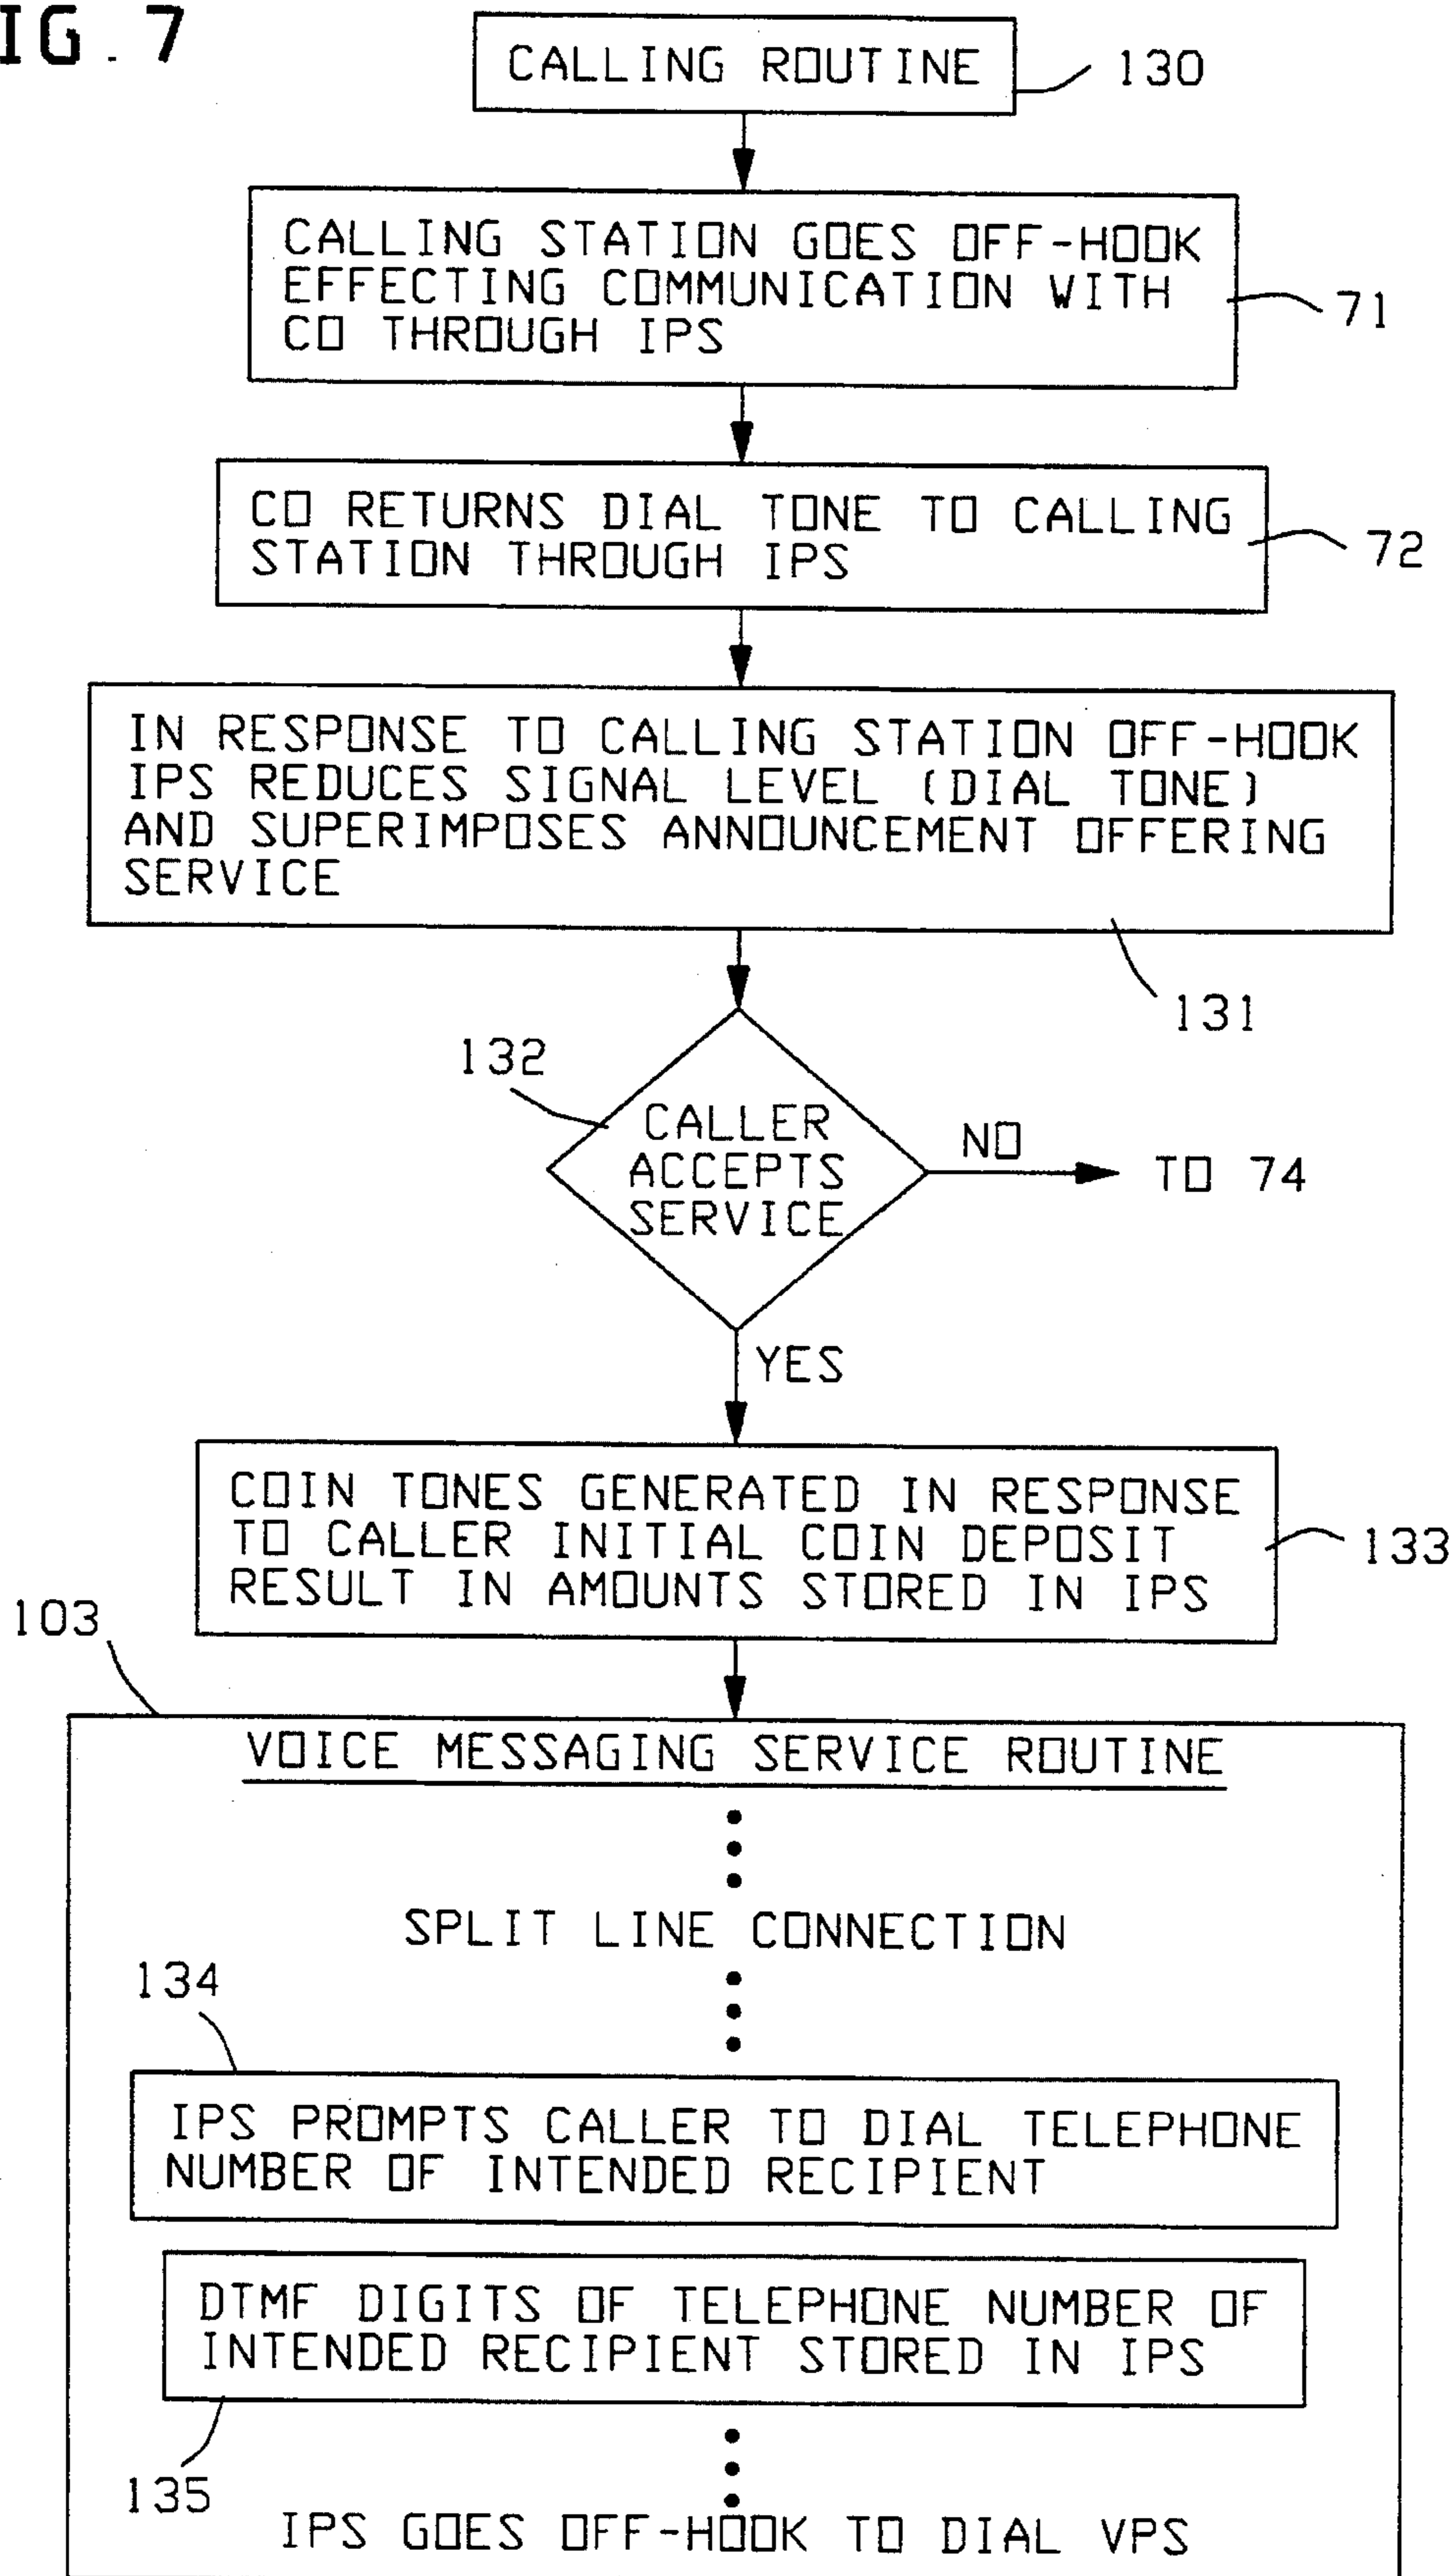 IG. 7
CALLING ROUTINE
130
CALLING STATION GOES OFF-HOOK
EFFECTING COMMUNICATION WITH
CO THROUGH IPS
71
CO RETURNS DIAL TONE TO CALLING
STATION THROUGH IPS
72
IN RESPONSE TO CALLING STATION OFF-HOOK
IPS REDUCES SIGNAL LEVEL (DIAL TONE)
AND SUPERIMPOSES ANNOUNCEMENT OFFERING
SERVICE
131
132
CALLER
ACCEPTS
SERVICE
NO
TO 74
YES
COIN TONES GENERATED IN RESPONSE
TO CALLER INITIAL COIN DEPOSIT
RESULT IN AMOUNTS STORED IN IPS
133
103
VOICE MESSAGING SERVICE ROUTINE
SPLIT LINE CONNECTION
134
IPS PROMPTS CALLER TO DIAL TELEPHONE
NUMBER OF INTENDED RECIPIENT
DTMF DIGITS OF TELEPHONE NUMBER OF
INTENDED RECIPIENT STORED IN IPS
135
IPS GOES OFF-HOOK TO DIAL VPS